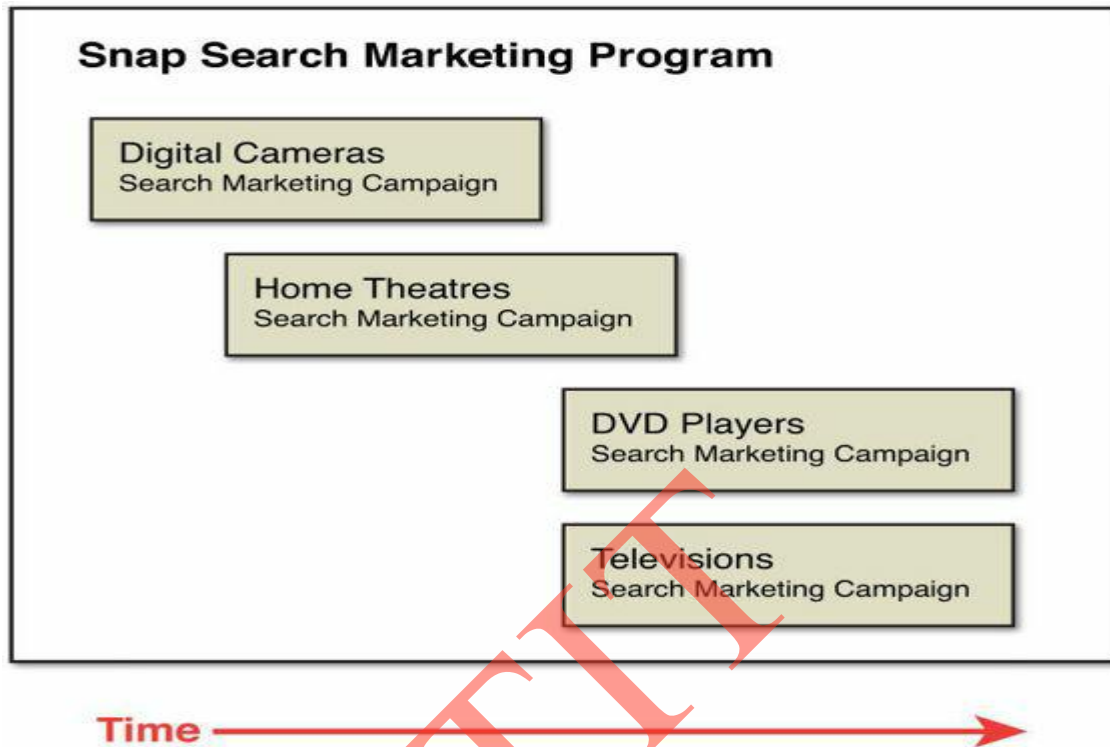 Snap Search Marketing Program
Digital Cameras
Search Marketing Campaign
Home Theatres
Search Marketing Campaign
DVD Players
Search Marketing Campaign
Televisions
Search Marketing Campaign
Time